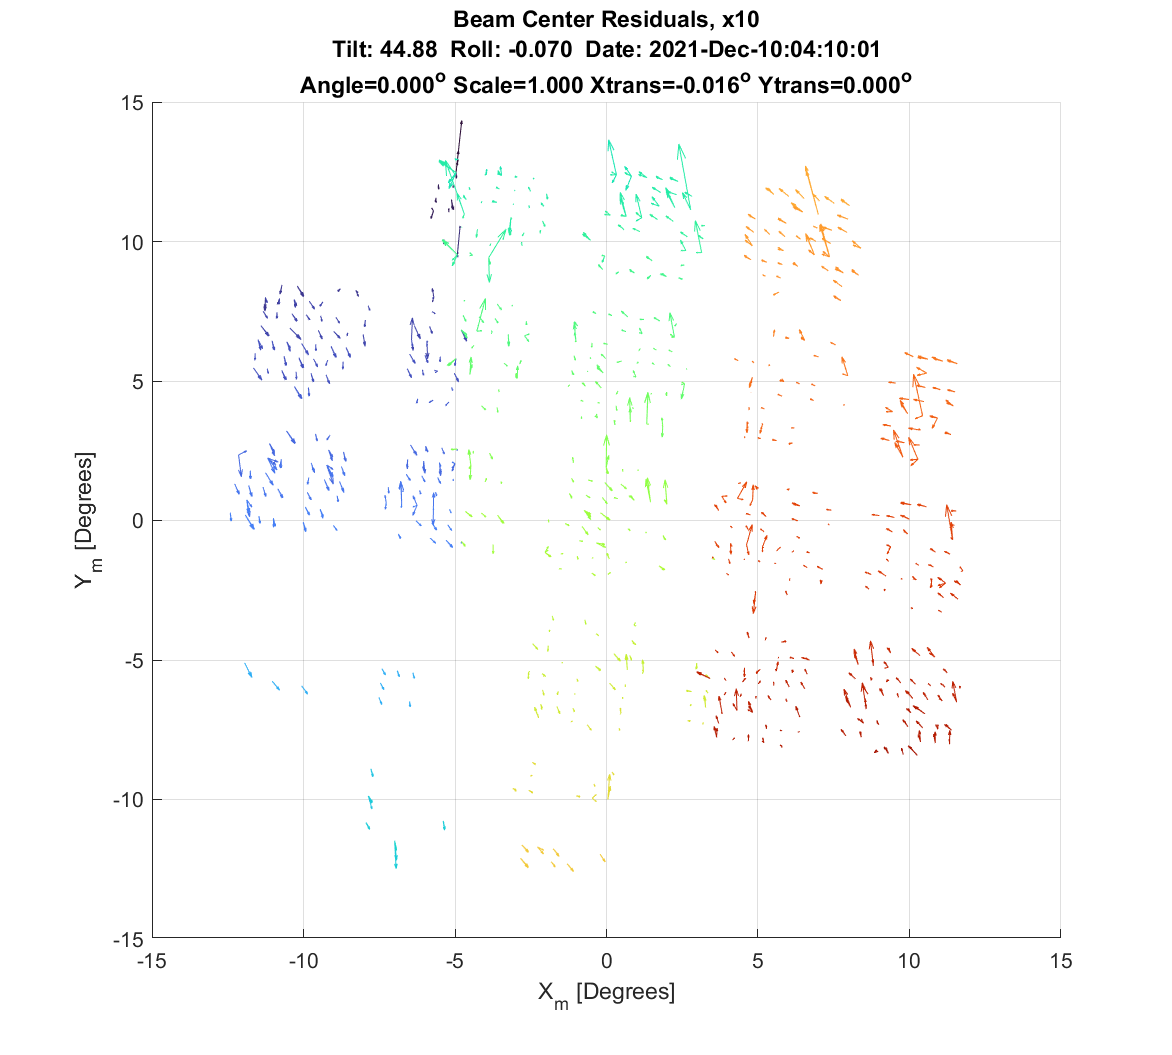 Beam Center Residuals, x10
Tilt: 44.88 Roll: -0.070 Date: 2021-Dec-10:04:10:01
Angle=0.000° Scale=1.000 Xtrans=-0.016° Ytrans=0.000°
15
10
5
0
-5
-10
-15
Y_m [Degrees]
-15 -10 -5 0 5 10 15
X_m [Degrees]